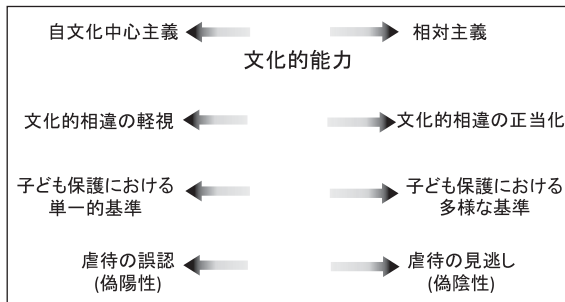 自文化中心主義
相対主義
文化的能力
文化的相違の軽視
文化的相違の正当化
子ども保護における
単一的基準
子ども保護における
多様な基準
虐待の誤認
(偽陽性)
虐待の見逃し
(偽陰性)